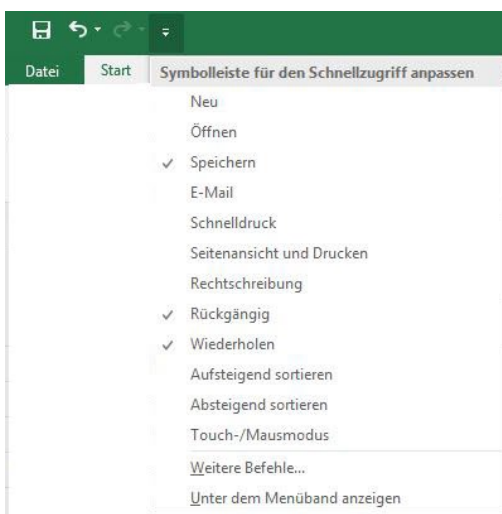 Datei Start Symbolleiste für den Schnellzugriff anpassen
Neu
Öffnen
Speichern
E-Mail
Schnelldruck
Seitenansicht und Drucken
Rechtschreibung
Rückgängig
Wiederholen
Aufsteigend sortieren
Absteigend sortieren
Touch-/Mausmodus
Weitere Befehle...
Unter dem Menüband anzeigen